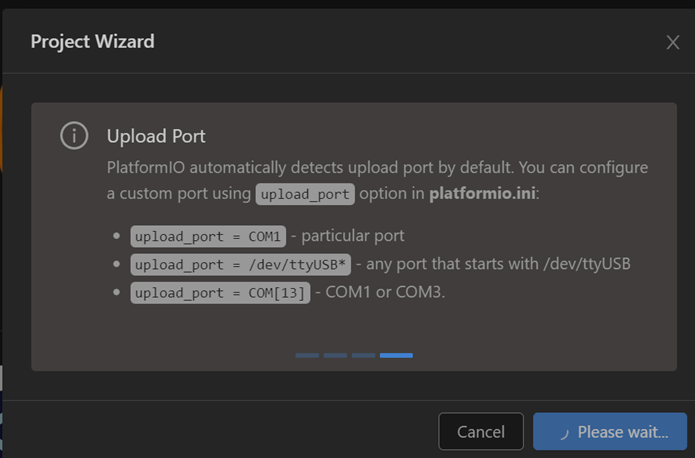 Project Wizard
Upload Port
PlatformIO automatically detects upload port by default. You can configure
a custom port using upload_port option in platformio.ini:
upload_port = COM1 - particular port
upload_port = /dev/ttyUSB* - any port that starts with /dev/ttyUSB
upload_port = COM[13] - COM1 or COM3.
Cancel
Please wait...